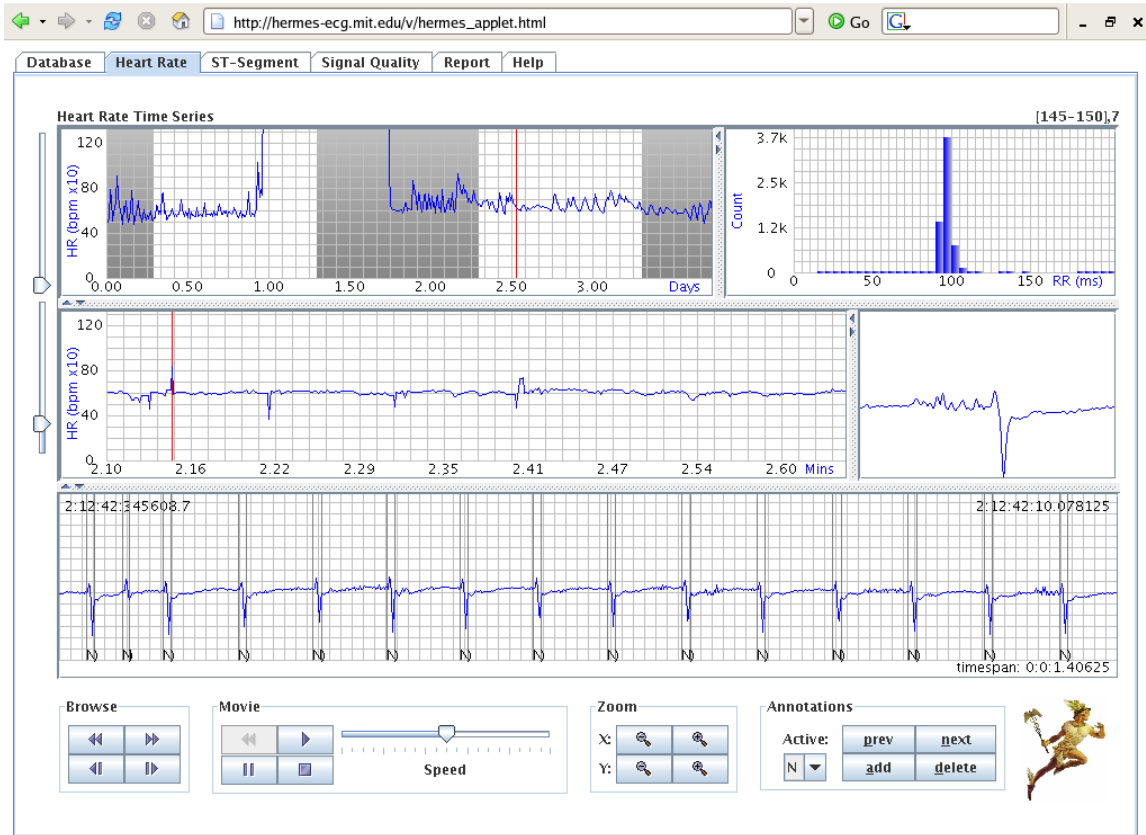 http://hermes-ecg.mit.edu/v/hermes_applet.html Go G
Database Heart Rate ST-Segment Signal Quality Report Help
Heart Rate Time Series [145-150],7
HR (bpm x10)
120
80
40
0
0.00 0.50 1.00 1.50 2.00 2.50 3.00 Days
Count
3.7k
2.5k
1.2k
0
0 50 100 150 RR (ms)
HR (bpm x10)
120
80
40
0
2.10 2.16 2.22 2.29 2.35 2.41 2.47 2.54 2.60 Mins
2:12:42:345608.7 2:12:42:10.078125
N N N N N N N N N N N N N N
timespan: 0:0:1.40625
Browse Movie Zoom Annotations
X: Active: prev next
Y: Speed N add delete